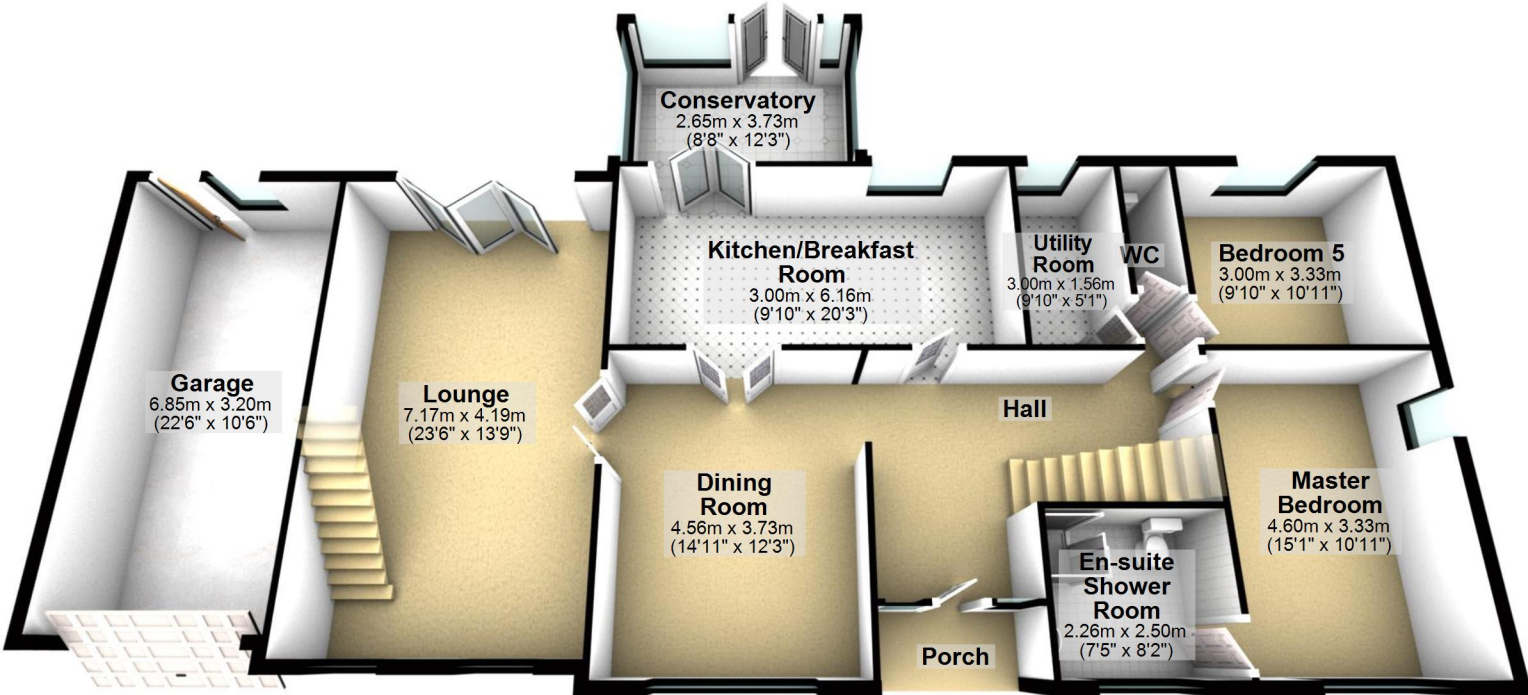 Conservatory
2.65m x 3.73m
(8'8" x 12'3")
Kitchen/Breakfast
Room
3.00m x 6.16m
(9'10" x 20'3")
Utility
Room
3.00m x 1.56m
(9'10" x 5'1")
WC
Bedroom 5
3.00m x 3.33m
(9'10" x 10'11")
Garage
6.85m x 3.20m
(22'6" x 10'6")
Lounge
7.17m x 4.19m
(23'6" x 13'9")
Hall
Dining
Room
4.56m x 3.73m
(14'11" x 12'3")
Master
Bedroom
4.60m x 3.33m
(15'1" x 10'11")
En-suite
Shower
Room
2.26m x 2.50m
(7'5" x 8'2")
Porch